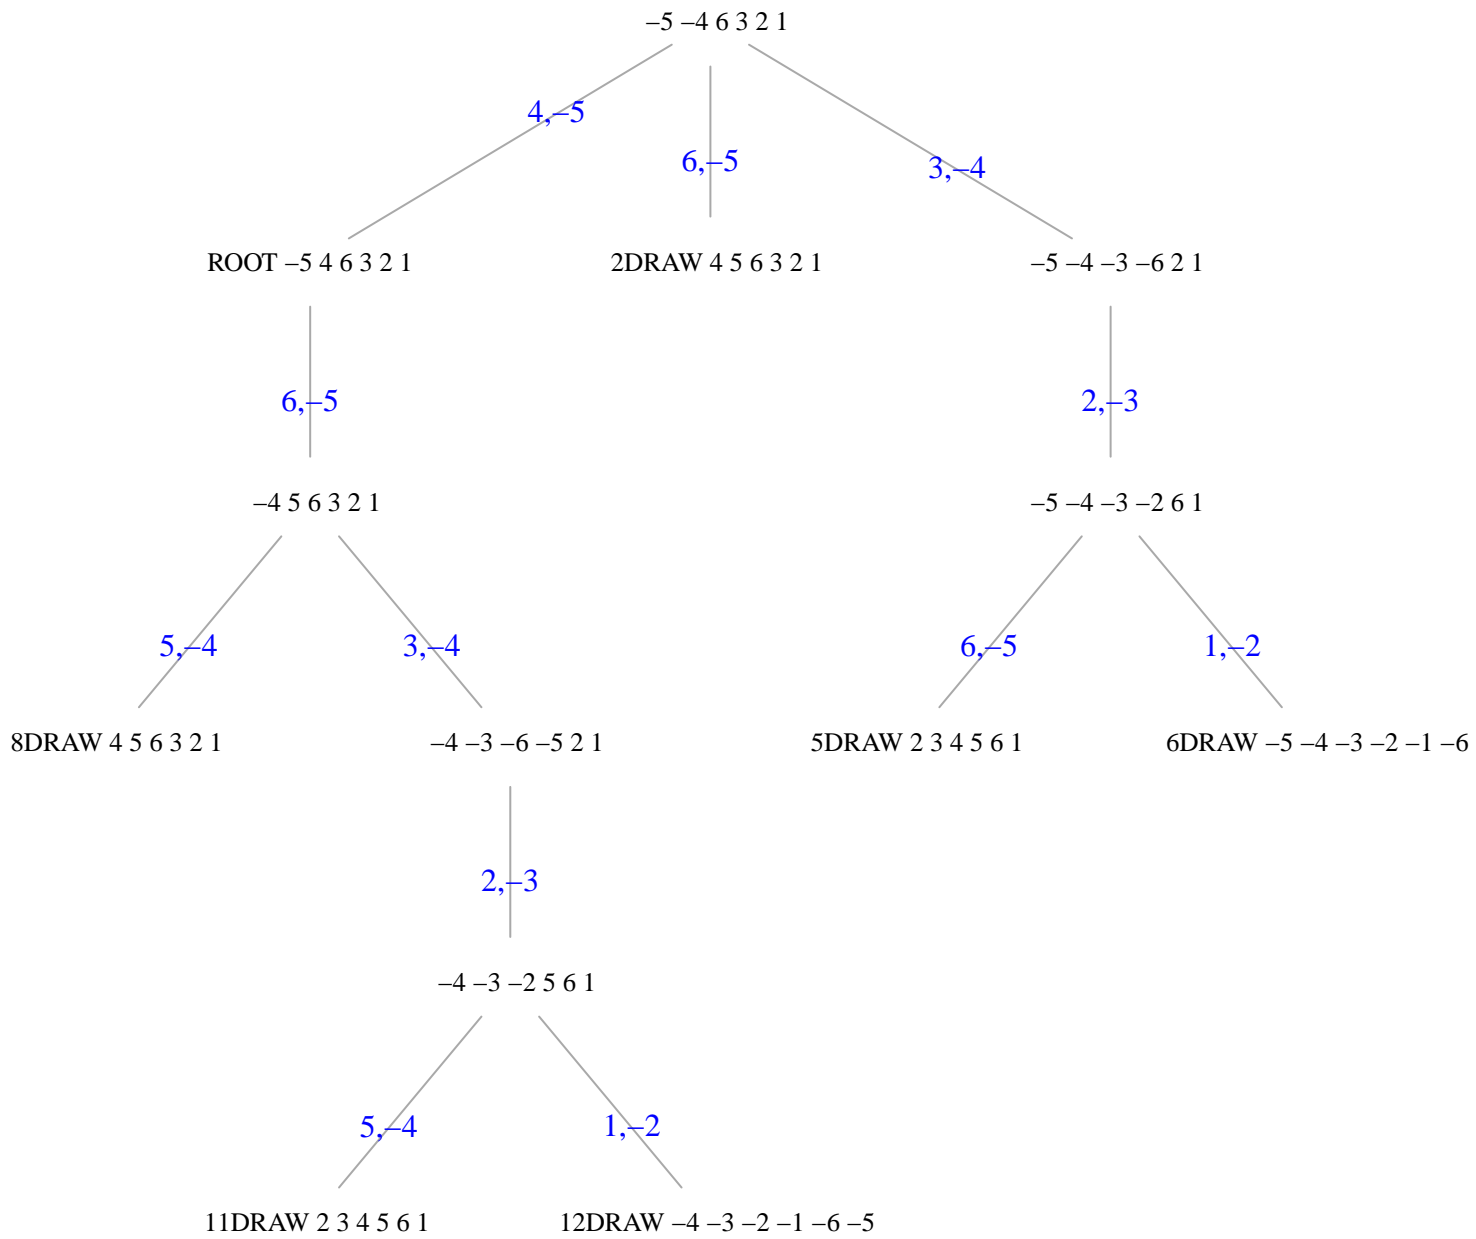 –5 –4 6 3 2 1
4,–5
6,–5
3,–4
ROOT –5 4 6 3 2 1
2DRAW 4 5 6 3 2 1
–5 –4 –3 –6 2 1
6,–5
2,–3
–4 5 6 3 2 1
–5 –4 –3 –2 6 1
5,–4
3,–4
6,–5
1,–2
8DRAW 4 5 6 3 2 1
–4 –3 –6 –5 2 1
5DRAW 2 3 4 5 6 1
6DRAW –5 –4 –3 –2 –1 –6
2,–3
–4 –3 –2 5 6 1
5,–4
1,–2
11DRAW 2 3 4 5 6 1
12DRAW –4 –3 –2 –1 –6 –5